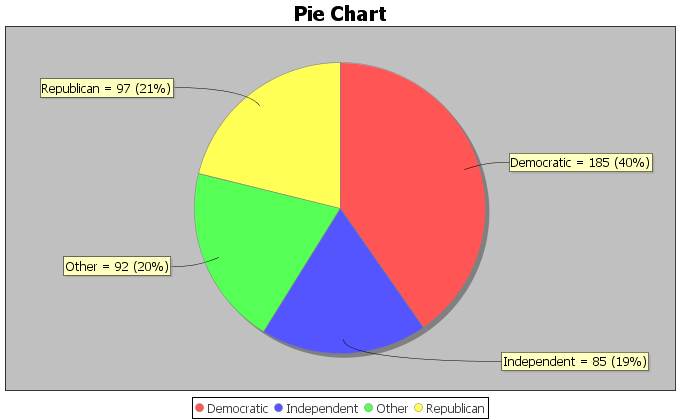 Pie Chart
Republican = 97 (21%)
Democratic = 185 (40%)
Other = 92 (20%)
Independent = 85 (19%)
Democratic Independent Other Republican